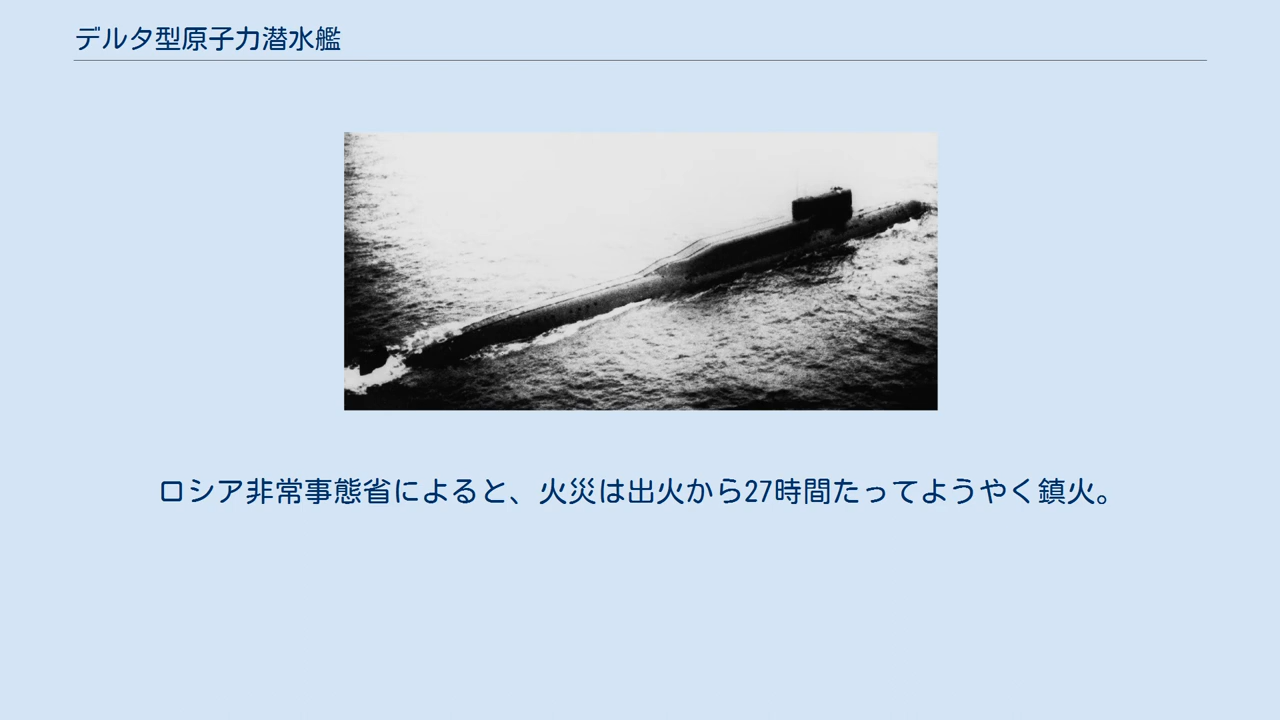 デルタ型原子力潜水艦
ロシア非常事態省によると、火災は出火から27時間たってようやく鎮火。